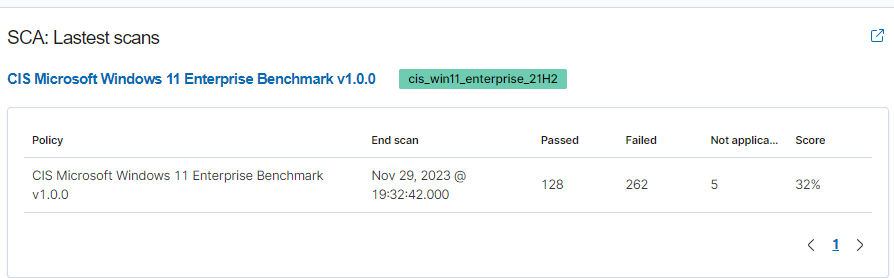 SCA: Lastest scans
CIS Microsoft Windows 11 Enterprise Benchmark v1.0.0 cis_win11_enterprise_21H2
Policy End scan Passed Failed Not applica... Score
CIS Microsoft Windows 11 Enterprise Benchmark v1.0.0 Nov 29, 2023 @ 19:32:42.000 128 262 5 32%
1